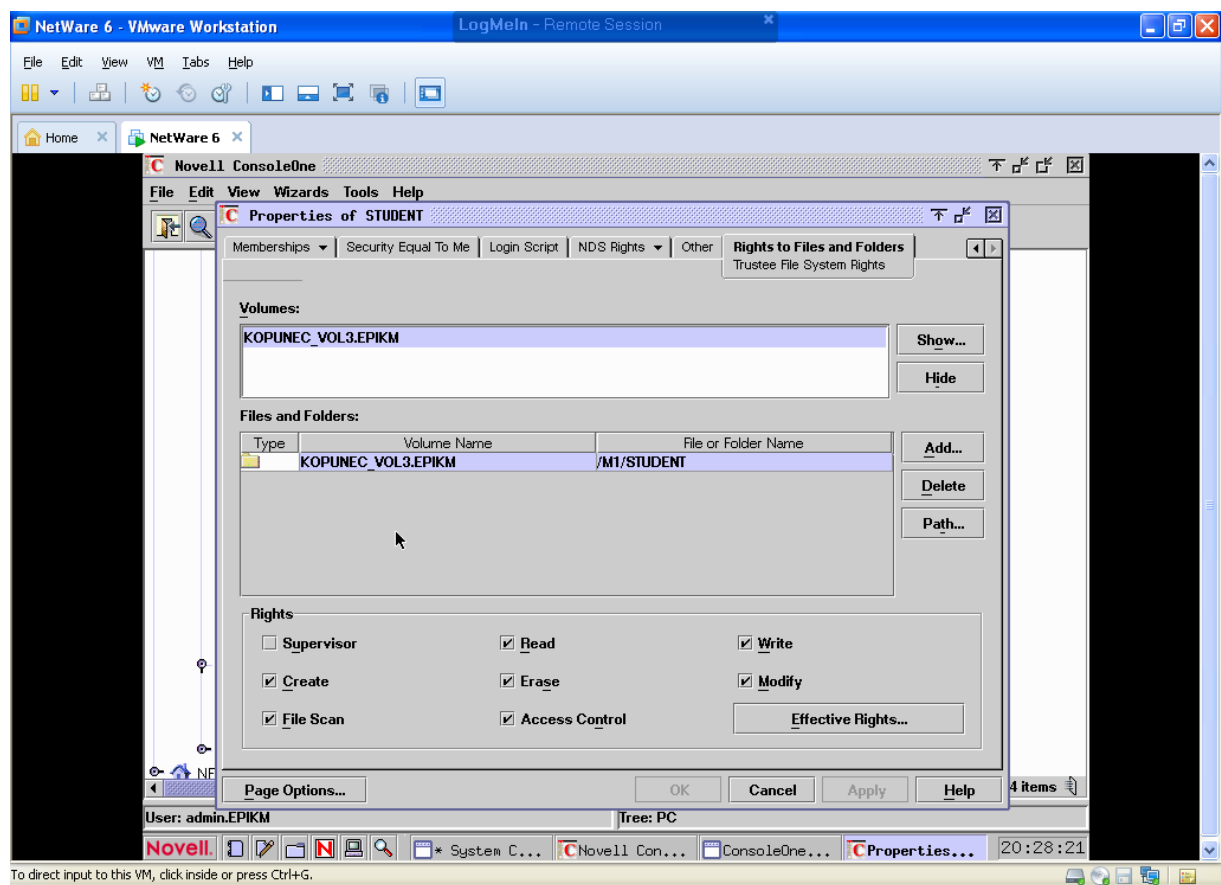 NetWare 6 - VMware Workstation
LogMeIn - Remote Session
File Edit View VM Tabs Help
Home
NetWare 6
Novell ConsoleOne
File Edit View Wizards Tools Help
Properties of STUDENT
Memberships Security Equal To Me Login Script NDS Rights Other Rights to Files and Folders
Trustee File System Rights
Volumes:
KOPUNEC_VOL3.EPIKM
Show...
Hide
Files and Folders:
Type Volume Name File or Folder Name
KOPUNEC_VOL3.EPIKM /M1/STUDENT
Add...
Delete
Path...
Rights
Supervisor Read Write
Create Erase Modify
File Scan Access Control Effective Rights...
NF
Page Options... OK Cancel Apply Help
4 items
User: admin.EPIKM Tree: PC
Novell. N * System C... CNovell Con... ConsoleOne... CProperties... 20:28:21
To direct input to this VM, click inside or press Ctrl+G.